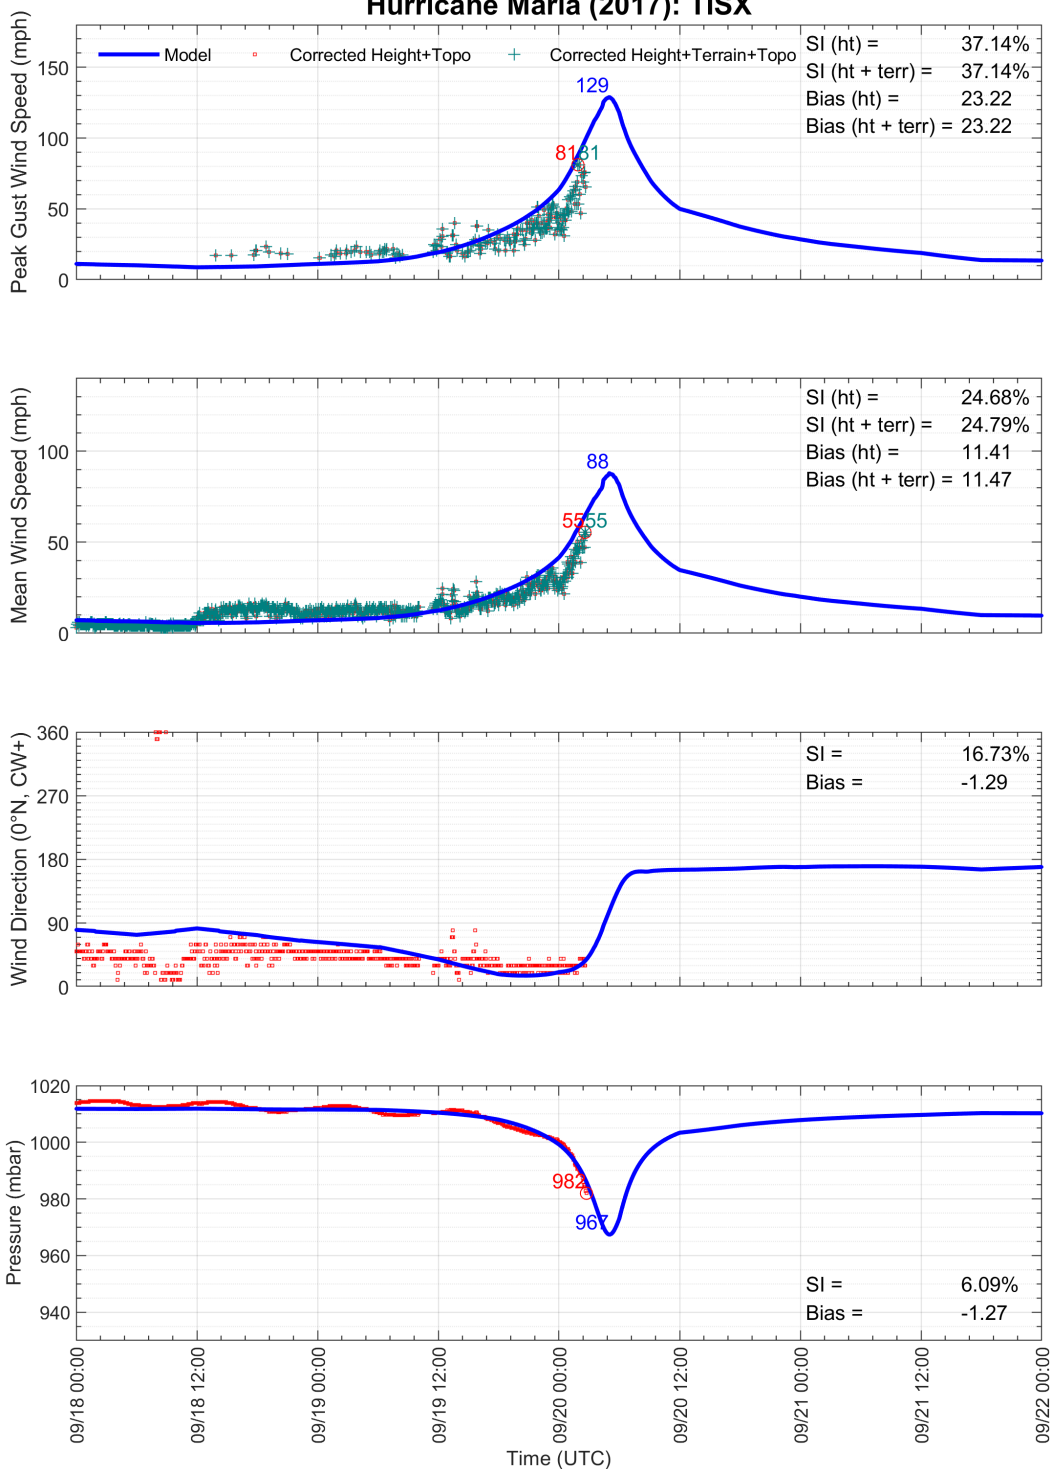 Hurricane Maria (2017): TISX
Peak Gust Wind Speed (mph)
150
100
50
0
Model
Corrected Height+Topo
Corrected Height+Terrain+Topo
129
81
81
SI (ht) = 37.14%
SI (ht + terr) = 37.14%
Bias (ht) = 23.22
Bias (ht + terr) = 23.22
Mean Wind Speed (mph)
100
50
0
88
55
55
SI (ht) = 24.68%
SI (ht + terr) = 24.79%
Bias (ht) = 11.41
Bias (ht + terr) = 11.47
Wind Direction (0°N, CW+)
360
270
180
90
0
SI = 16.73%
Bias = -1.29
Pressure (mbar)
1020
1000
980
960
940
982
967
SI = 6.09%
Bias = -1.27
09/18 00:00
09/18 12:00
09/19 00:00
09/19 12:00
09/20 00:00
09/20 12:00
09/21 00:00
09/21 12:00
09/22 00:00
Time (UTC)